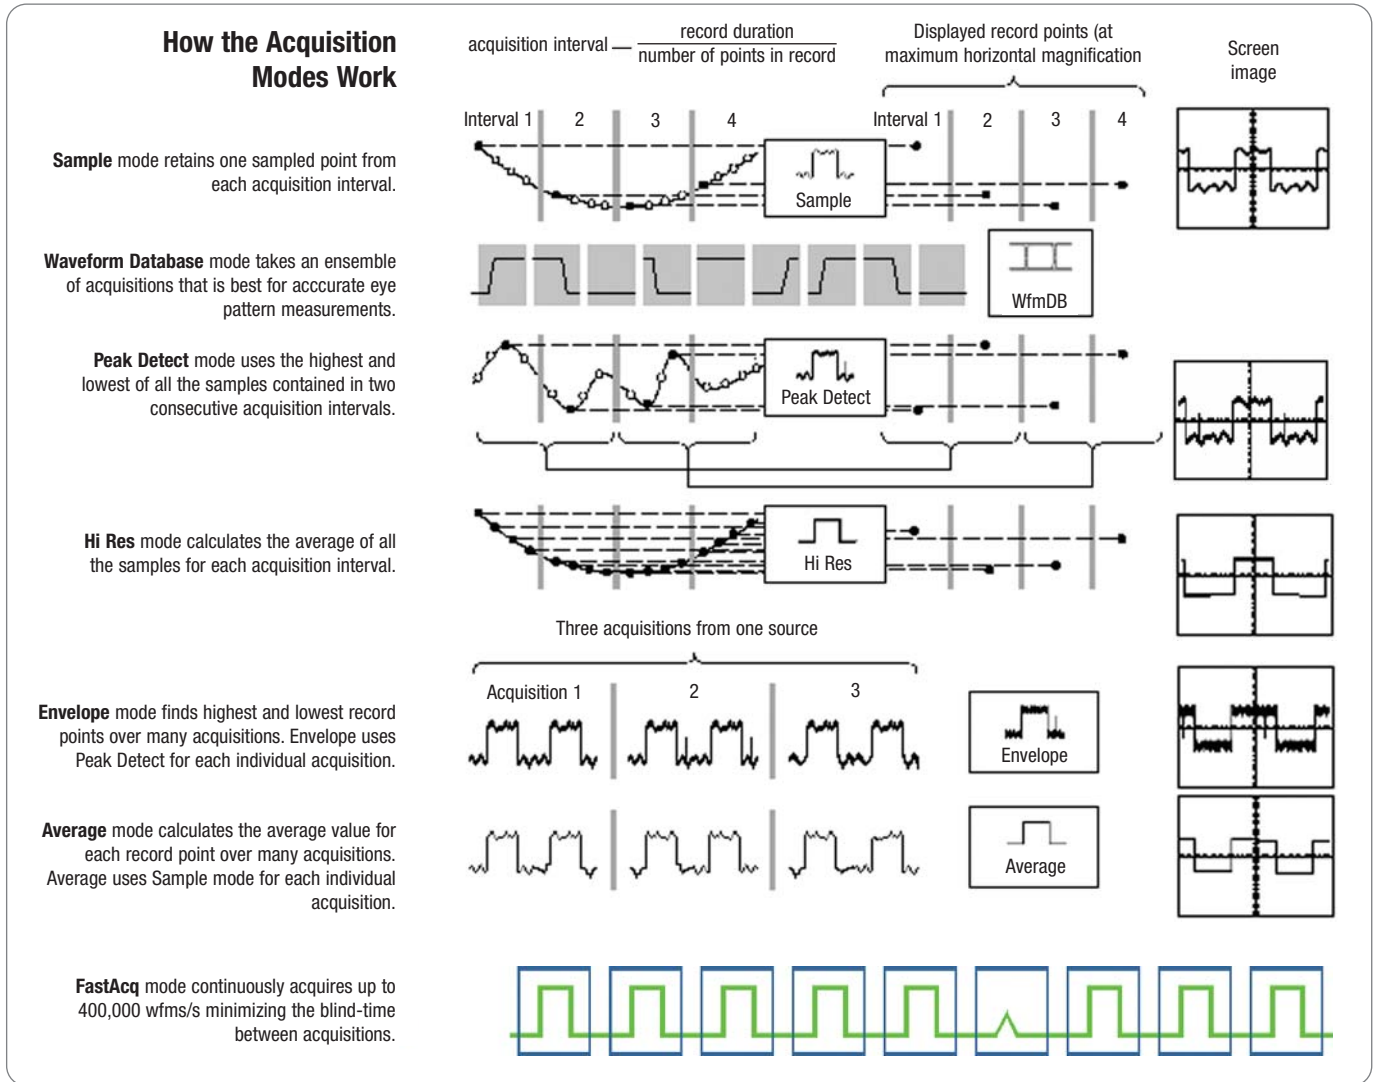 How the Acquisition
Modes Work
acquisition interval — record duration
number of points in record
Displayed record points (at
maximum horizontal magnification
Screen
image
Interval 1 2 3 4
Interval 1 2 3 4
Sample mode retains one sampled point from
each acquisition interval.
Sample
Waveform Database mode takes an ensemble
of acquisitions that is best for acccurate eye
pattern measurements.
WfmDB
Peak Detect mode uses the highest and
lowest of all the samples contained in two
consecutive acquisition intervals.
Peak Detect
Hi Res mode calculates the average of all
the samples for each acquisition interval.
Hi Res
Three acquisitions from one source
Acquisition 1 2 3
Envelope mode finds highest and lowest record
points over many acquisitions. Envelope uses
Peak Detect for each individual acquisition.
Envelope
Average mode calculates the average value for
each record point over many acquisitions.
Average uses Sample mode for each individual
acquisition.
Average
FastAcq mode continuously acquires up to
400,000 wfms/s minimizing the blind-time
between acquisitions.